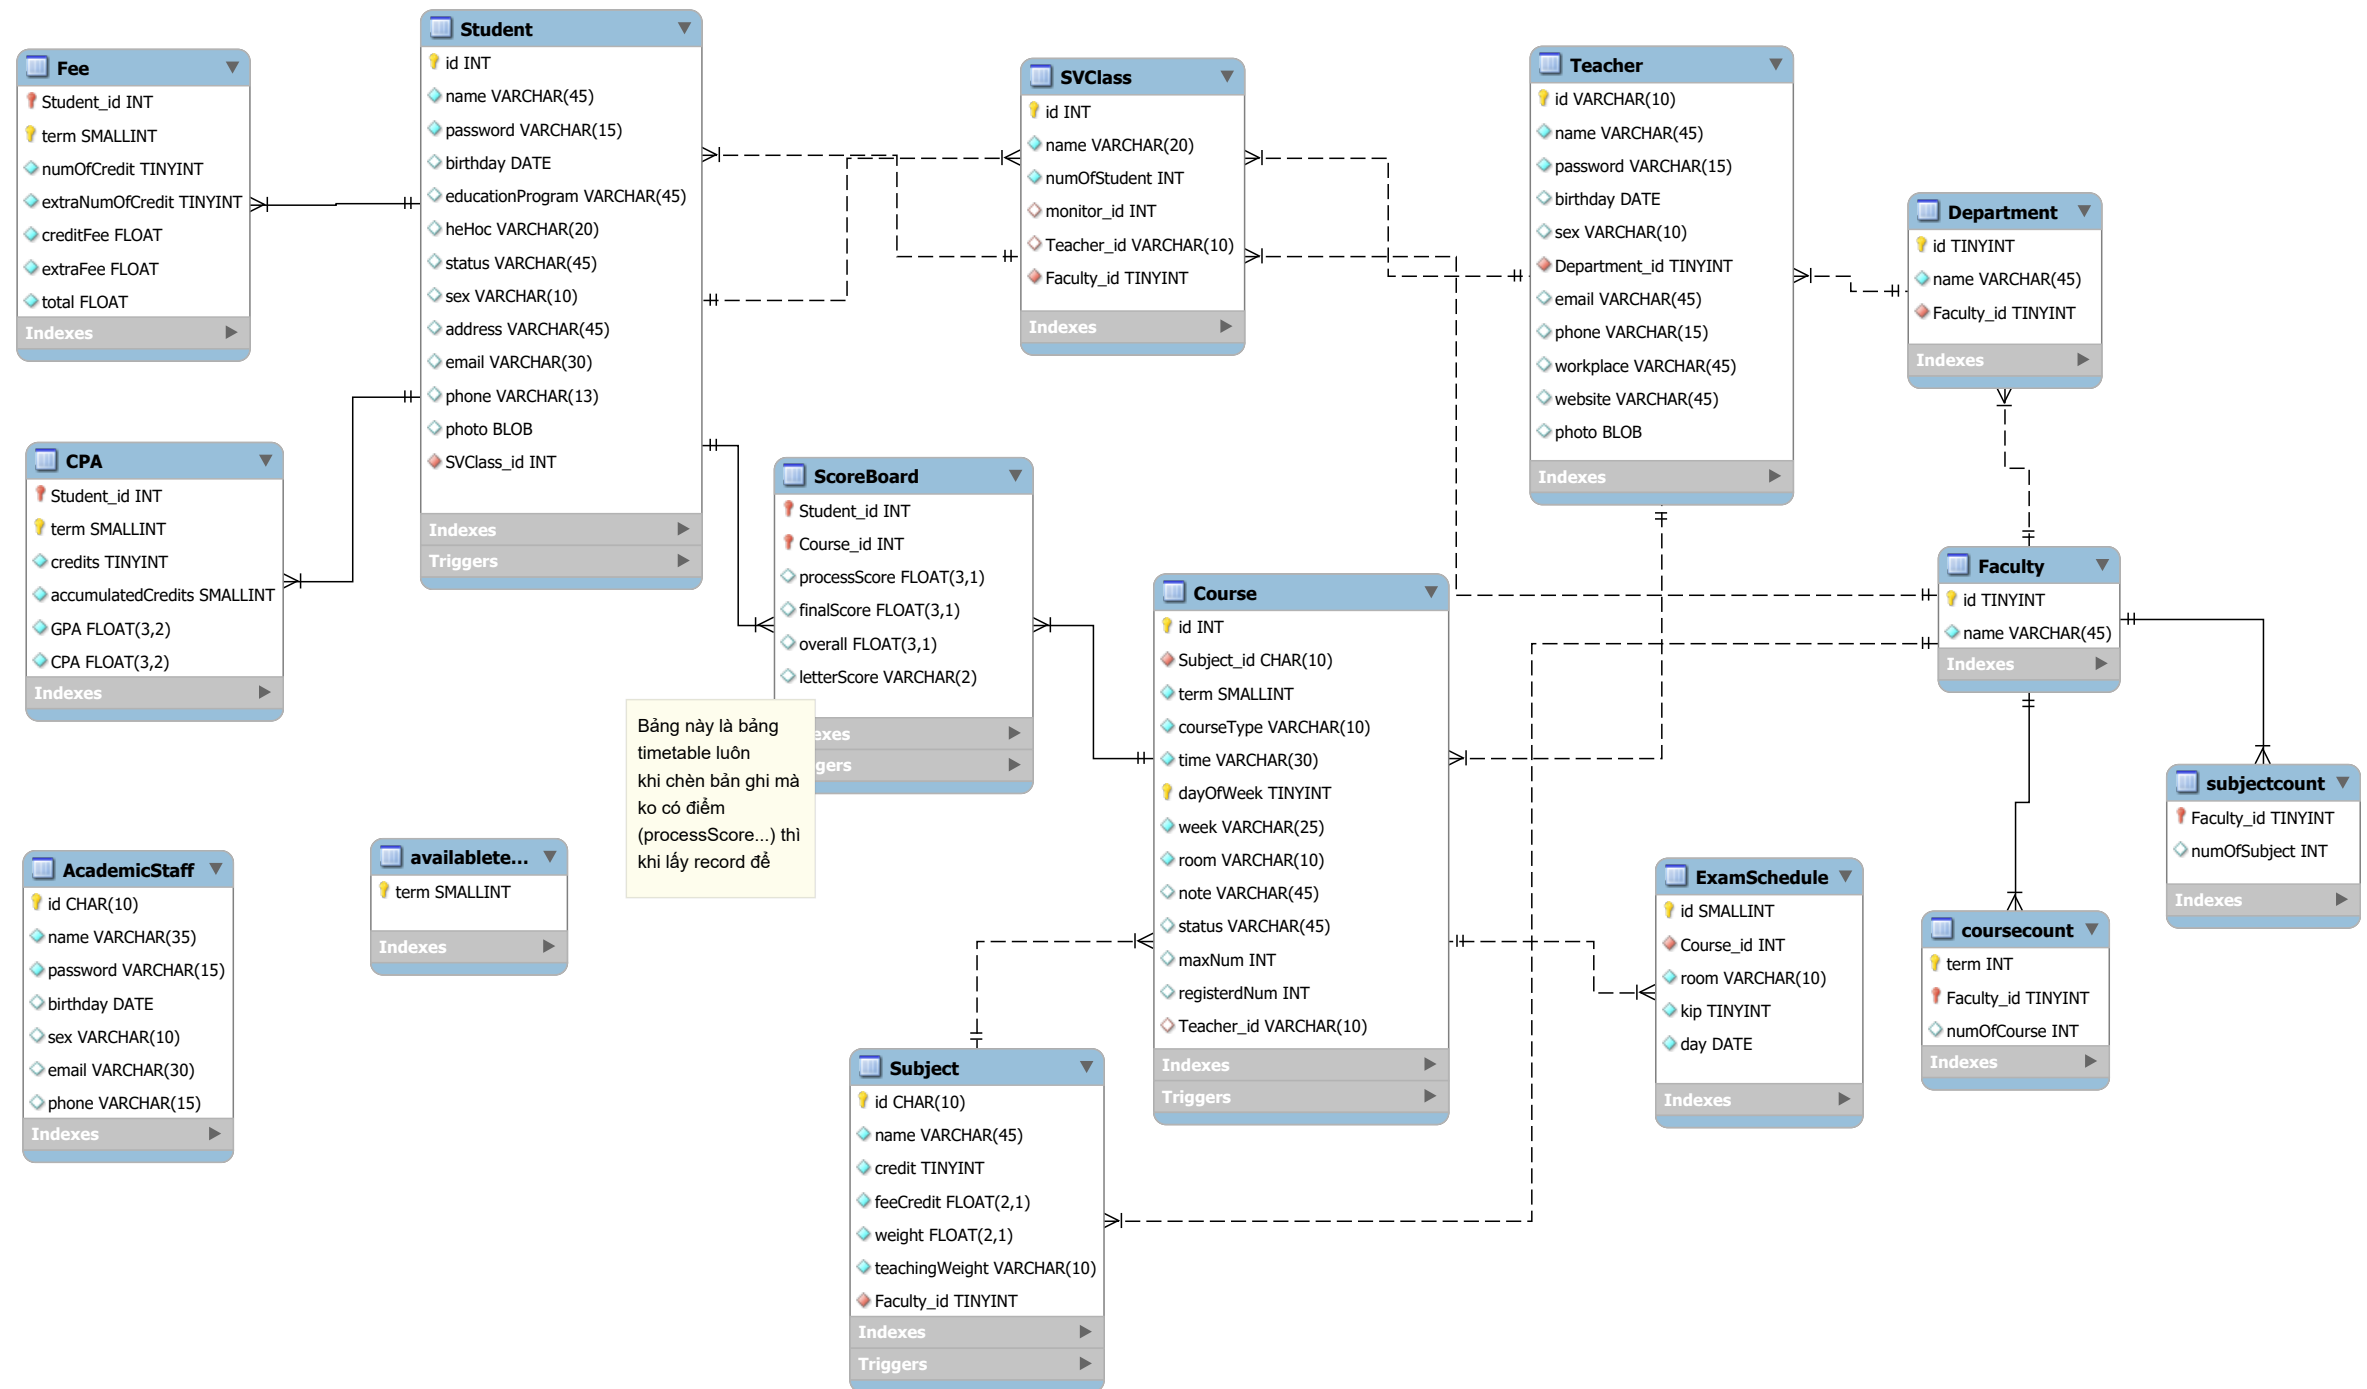 Fee
Student_id INT
term SMALLINT
numOfCredit TINYINT
extraNumOfCredit TINYINT
creditFee FLOAT
extraFee FLOAT
total FLOAT
Indexes
Student
id INT
name VARCHAR(45)
password VARCHAR(15)
birthday DATE
educationProgram VARCHAR(45)
heHoc VARCHAR(20)
status VARCHAR(45)
sex VARCHAR(10)
address VARCHAR(45)
email VARCHAR(30)
phone VARCHAR(13)
photo BLOB
SVClass_id INT
Indexes
Triggers
SVClass
id INT
name VARCHAR(20)
numOfStudent INT
monitor_id INT
Teacher_id VARCHAR(10)
Faculty_id TINYINT
Indexes
Teacher
id VARCHAR(10)
name VARCHAR(45)
password VARCHAR(15)
birthday DATE
sex VARCHAR(10)
Department_id TINYINT
email VARCHAR(45)
phone VARCHAR(15)
workplace VARCHAR(45)
website VARCHAR(45)
photo BLOB
Indexes
Department
id TINYINT
name VARCHAR(45)
Faculty_id TINYINT
Indexes
CPA
Student_id INT
term SMALLINT
credits TINYINT
accumulatedCredits SMALLINT
GPA FLOAT(3,2)
CPA FLOAT(3,2)
Indexes
ScoreBoard
Student_id INT
Course_id INT
processScore FLOAT(3,1)
finalScore FLOAT(3,1)
overall FLOAT(3,1)
letterScore VARCHAR(2)
exes
gers
Bảng này là bảng
timetable luôn
khi chèn bản ghi mà
ko có điểm
(processScore...) thì
khi lấy record để
Course
id INT
Subject_id CHAR(10)
term SMALLINT
courseType VARCHAR(10)
time VARCHAR(30)
dayOfWeek TINYINT
week VARCHAR(25)
room VARCHAR(10)
note VARCHAR(45)
status VARCHAR(45)
maxNum INT
registerdNum INT
Teacher_id VARCHAR(10)
Indexes
Triggers
Faculty
id TINYINT
name VARCHAR(45)
Indexes
subjectcount
Faculty_id TINYINT
numOfSubject INT
Indexes
AcademicStaff
id CHAR(10)
name VARCHAR(35)
password VARCHAR(15)
birthday DATE
sex VARCHAR(10)
email VARCHAR(30)
phone VARCHAR(15)
Indexes
availablete...
term SMALLINT
Indexes
ExamSchedule
id SMALLINT
Course_id INT
room VARCHAR(10)
kip TINYINT
day DATE
Indexes
coursecount
term INT
Faculty_id TINYINT
numOfCourse INT
Indexes
Subject
id CHAR(10)
name VARCHAR(45)
credit TINYINT
feeCredit FLOAT(2,1)
weight FLOAT(2,1)
teachingWeight VARCHAR(10)
Faculty_id TINYINT
Indexes
Triggers